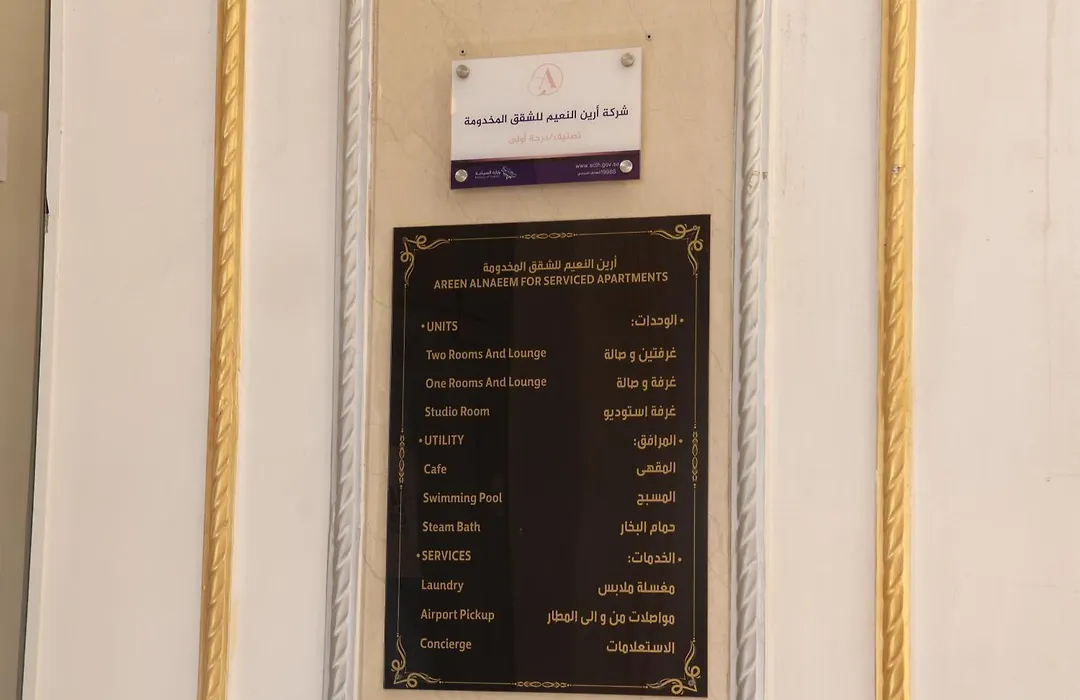 A
شركة أرين النعيم للشقق المخدومة
تصنيف/درجة أولى
www.scth.gov.sa
وزارة السياحة
19988
أرين النعيم للشقق المخدومة
AREEN ALNAEEM FOR SERVICED APARTMENTS
• UNITS
• الوحدات:
Two Rooms And Lounge
غرفتين و صالة
One Rooms And Lounge
غرفة و صالة
Studio Room
غرفة استوديو
• UTILITY
• المرافق:
Cafe
المقهى
Swimming Pool
المسبح
Steam Bath
حمام البخار
• SERVICES
• الخدمات:
Laundry
مغسلة ملابس
Airport Pickup
مواصلات من و الى المطار
Concierge
الاستعلامات